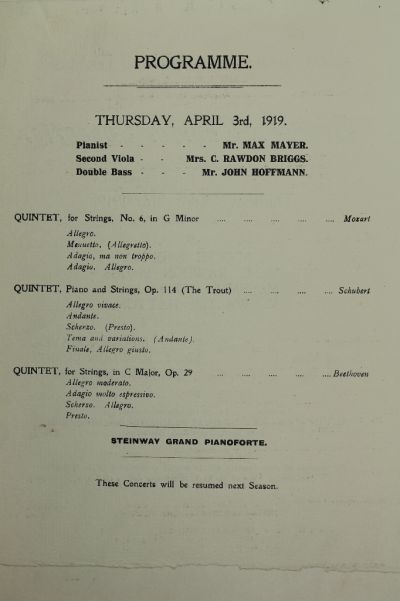 PROGRAMME.
THURSDAY, APRIL 3rd, 1919.
Pianist - - - - - Mr. MAX MAYER.
Second Viola - - Mrs. C. RAWDON BRIGGS.
Double Bass - - Mr. JOHN HOFFMANN.
QUINTET, for Strings, No. 6, in G Minor .... .... .... .... .... Mozart
Allegro.
Menuetto, (Allegretto).
Adagio, ma non troppo.
Adagio. Allegro.
QUINTET, Piano and Strings, Op. 114 (The Trout) .... .... .... .... Schubert
Allegro vivace.
Andante.
Scherzo. (Presto).
Tema and variations. (Andante).
Finale, Allegro giusto.
QUINTET, for Strings, in C Major, Op. 29 .... .... .... .... .... Beethoven
Allegro moderato.
Adagio molto espressivo.
Scherzo. Allegro.
Presto.
STEINWAY GRAND PIANOFORTE.
These Concerts will be resumed next Season.